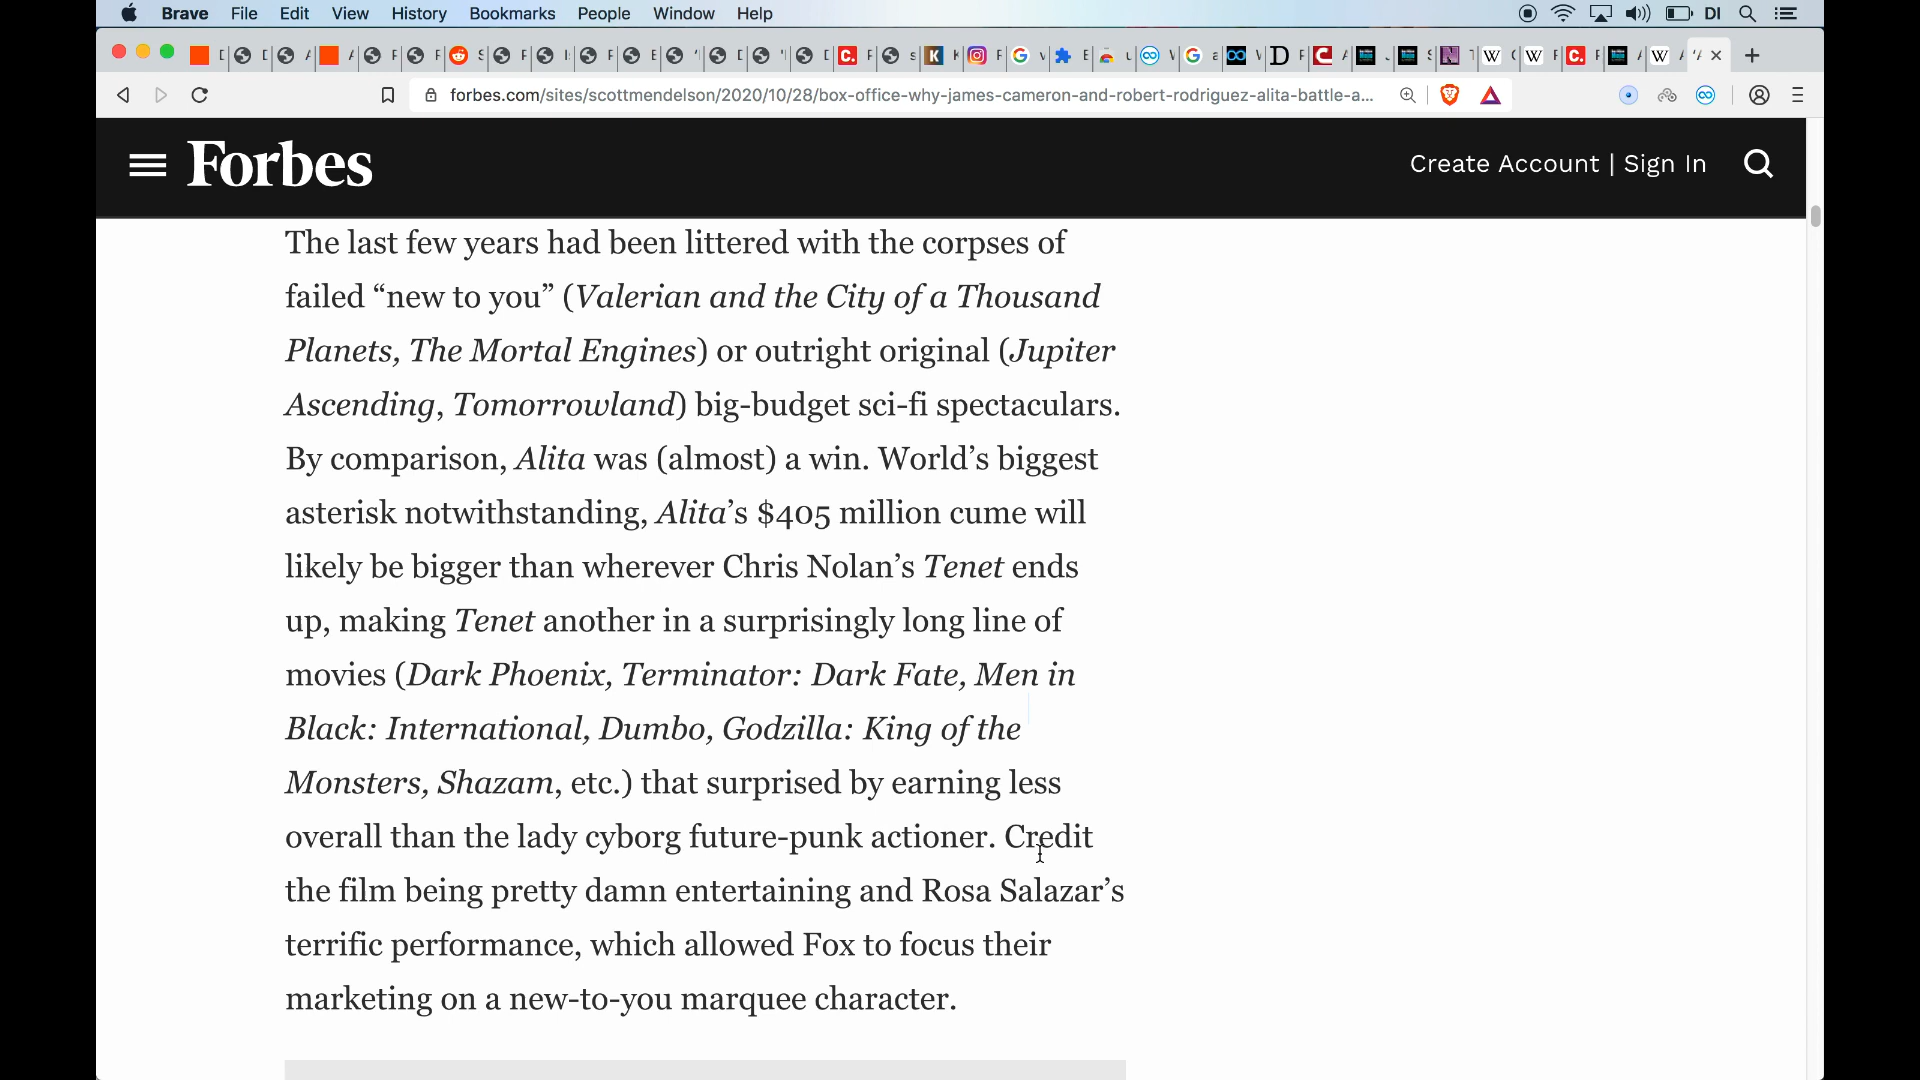 Brave File Edit View History Bookmarks People Window Help DI
forbes.com/sites/scottmendelson/2020/10/28/box-office-why-james-cameron-and-robert-rodriguez-alita-battle-a...
Forbes
Create Account | Sign In
The last few years had been littered with the corpses of
failed “new to you” (Valerian and the City of a Thousand
Planets, The Mortal Engines) or outright original (Jupiter
Ascending, Tomorrowland) big-budget sci-fi spectaculars.
By comparison, Alita was (almost) a win. World’s biggest
asterisk notwithstanding, Alita’s $405 million cume will
likely be bigger than wherever Chris Nolan’s Tenet ends
up, making Tenet another in a surprisingly long line of
movies (Dark Phoenix, Terminator: Dark Fate, Men in
Black: International, Dumbo, Godzilla: King of the
Monsters, Shazam, etc.) that surprised by earning less
overall than the lady cyborg future-punk actioner. Credit
the film being pretty damn entertaining and Rosa Salazar’s
terrific performance, which allowed Fox to focus their
marketing on a new-to-you marquee character.